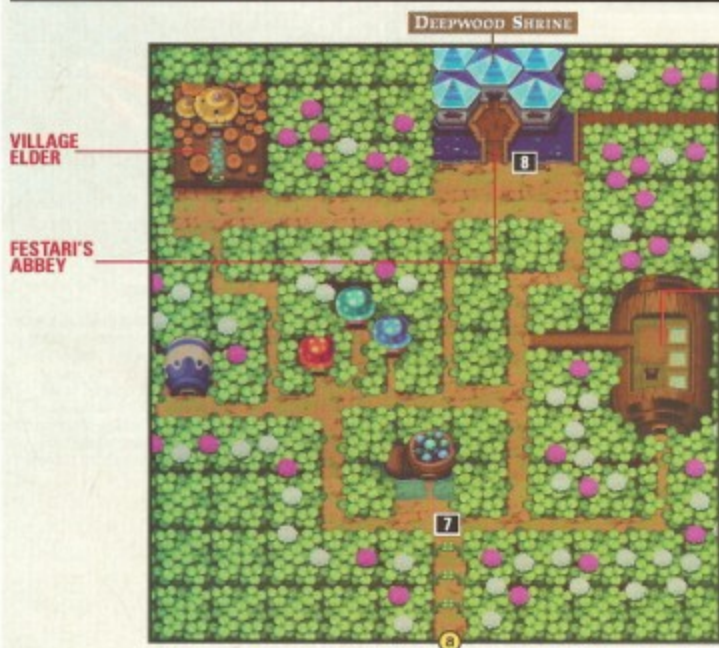 DEEPWOOD SHRINE
VILLAGE
ELDER
8
FESTARI'S
ABBEY
7
a